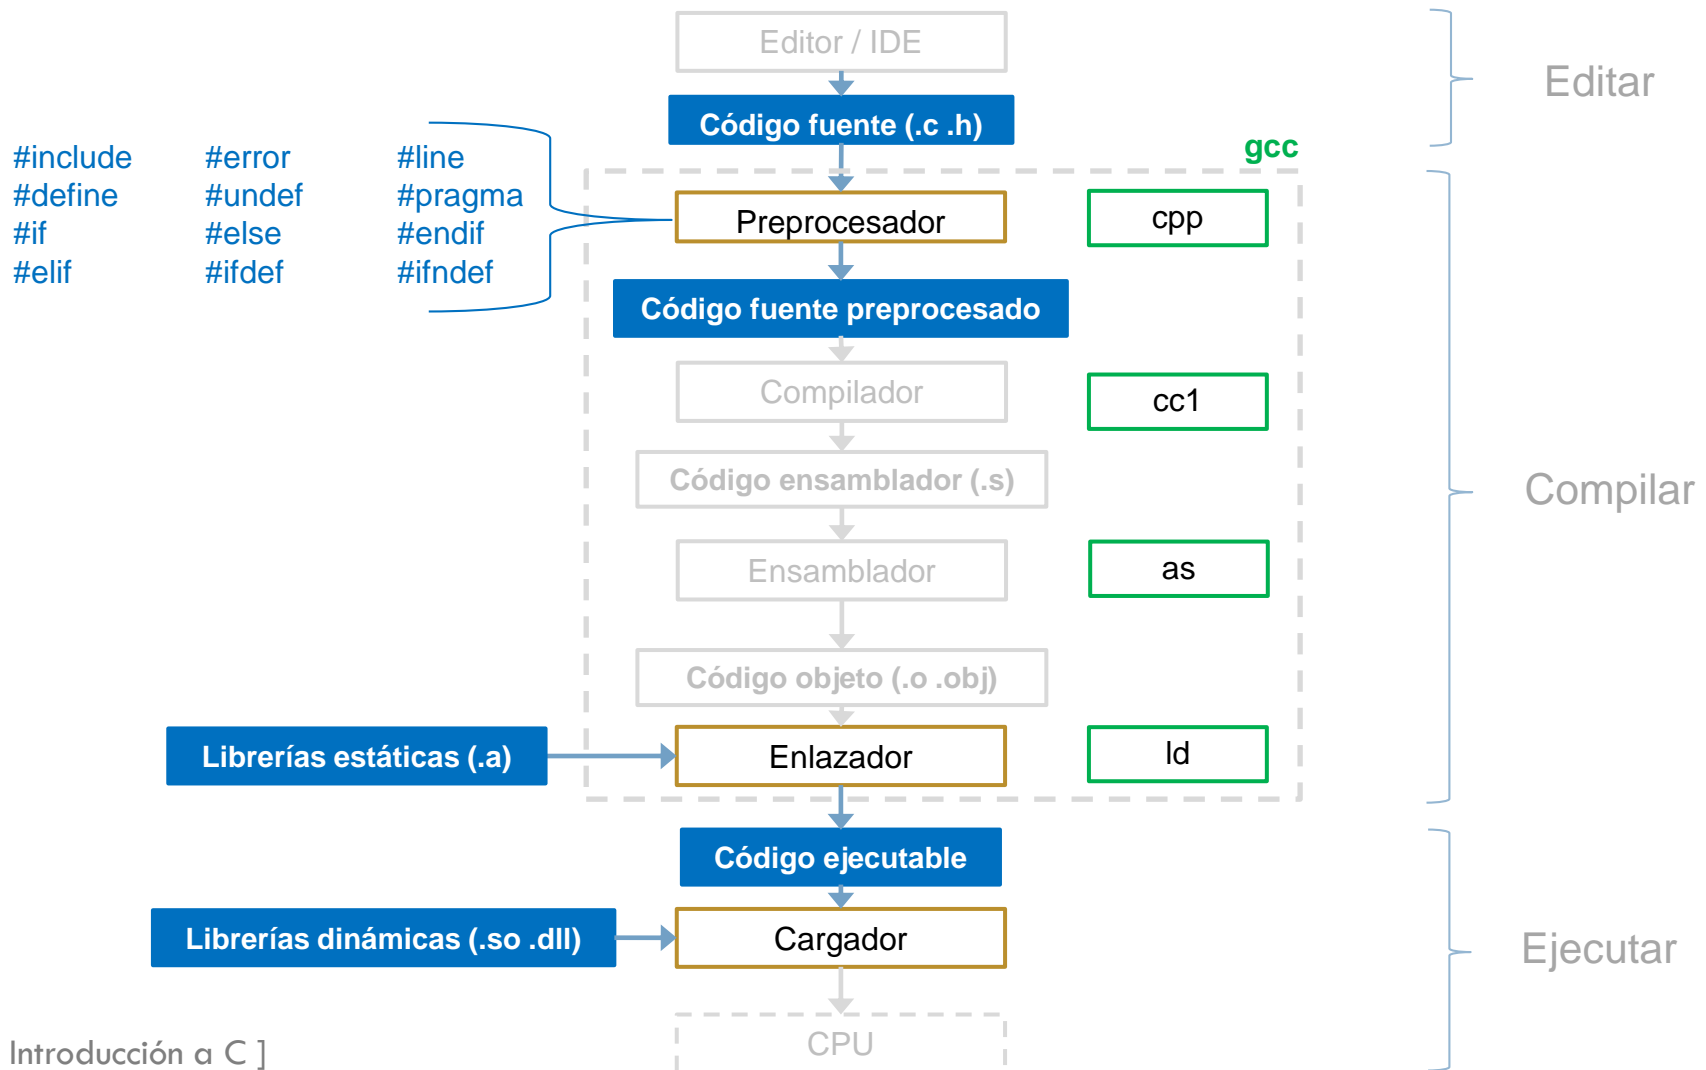 Editor / IDE
Editar
Código fuente (.c .h)
gcc
#include #error #line
#define #undef #pragma
#if #else #endif
#elif #ifdef #ifndef
Preprocesador
cpp
Código fuente preprocesado
Compilador
cc1
Código ensamblador (.s)
Compilar
Ensamblador
as
Código objeto (.o .obj)
Librerías estáticas (.a)
Enlazador
ld
Código ejecutable
Librerías dinámicas (.so .dll)
Cargador
Ejecutar
CPU
Introducción a C ]